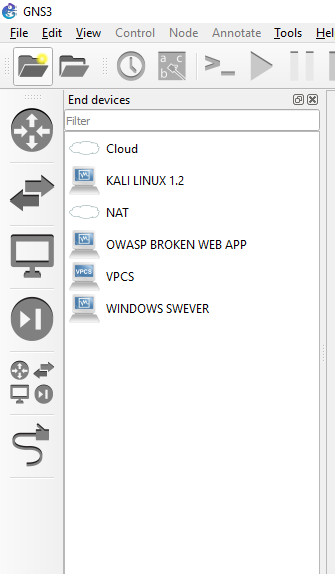 GNS3
File Edit View Control Node Annotate Tools Hel
a b
c
End devices
Filter
Cloud
KALI LINUX 1.2
NAT
OWASP BROKEN WEB APP
VPCS
VPCS
WINDOWS SWEVER